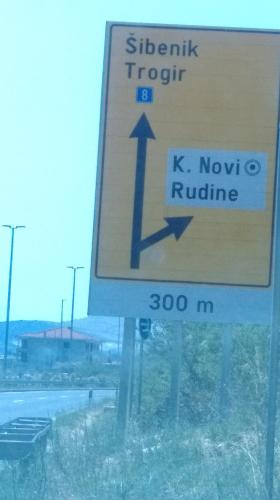 Šibenik
Trogir
8
K. Novi
Rudine
300 m